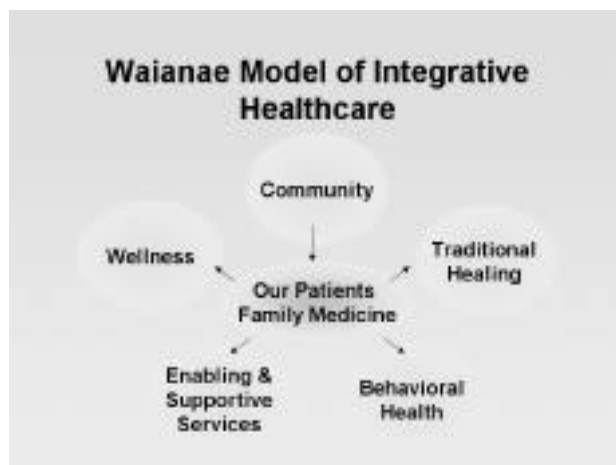 Waianae Model of Integrative
Healthcare
Community
Wellness
Traditional
Healing
Our Patients
Family Medicine
Enabling &
Supportive
Services
Behavioral
Health